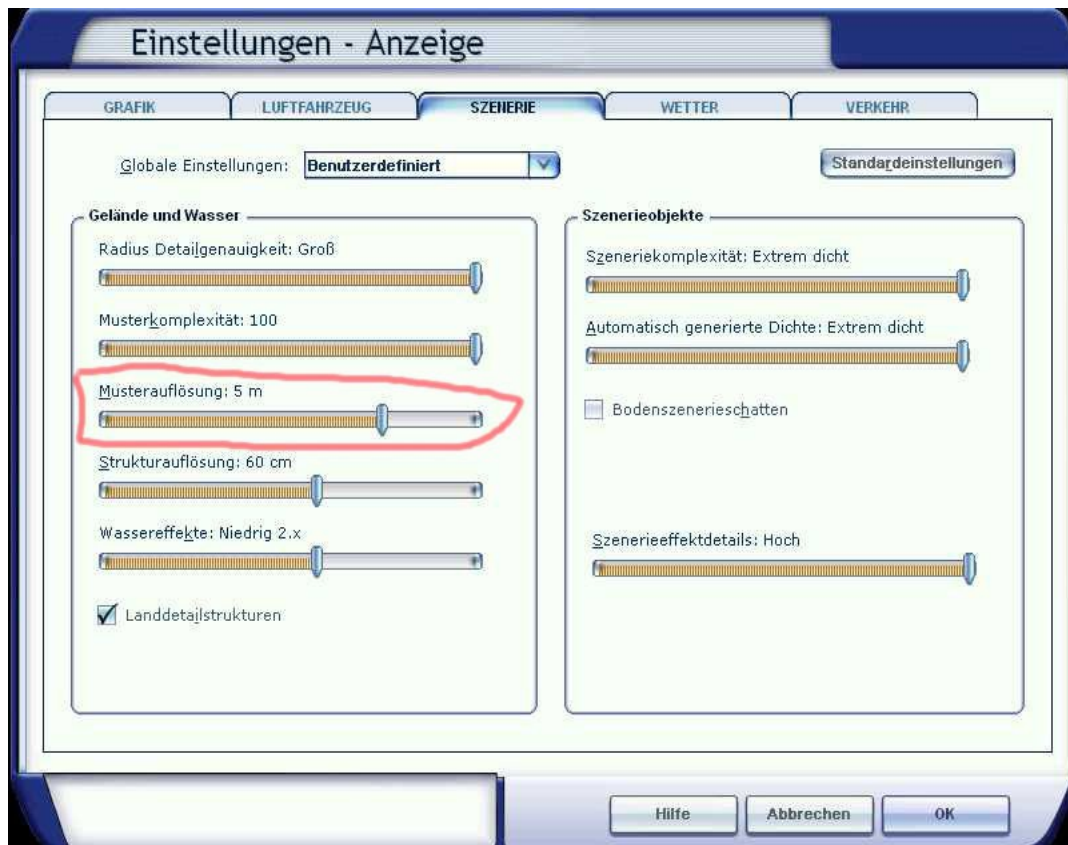 Einstellungen - Anzeige
GRAFIK
LUFTFAHRZEUG
SZENERIE
WETTER
VERKEHR
Globale Einstellungen: Benutzerdefiniert
Standardeinstellungen
Gelände und Wasser
Radius Detailgenauigkeit: Groß
Musterkomplexität: 100
Musterauflösung: 5 m
Strukturauflösung: 60 cm
Wassereffekte: Niedrig 2.x
Landdetailstrukturen
Szenerieobjekte
Szeneriekomplexität: Extrem dicht
Automatisch generierte Dichte: Extrem dicht
Bodenszenerieschatten
Szenerieeffektdetails: Hoch
Hilfe
Abbrechen
OK